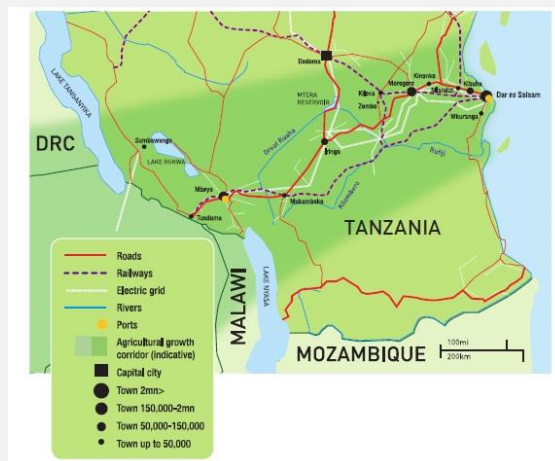 Dodoma
Kinonko
Kilosa
Morogoro
Mlandizi
Kibaha
Dar es Salaam
Zombo
Mkuranga
MTERA
RESERVOIR
LAKE TANGANYIKA
DRC
Sumbawanga
LAKE RUKWA
Great Ruaha
Iringa
Rufiji
Mbeya
Kilombero
Makambako
Tunduma
TANZANIA
MALAWI
LAKE NYASA
MOZAMBIQUE
100mi
200km
Roads
Railways
Electric grid
Rivers
Ports
Agricultural growth
corridor (indicative)
Capital city
Town 2mn>
Town 150,000–2mn
Town 50,000–150,000
Town up to 50,000